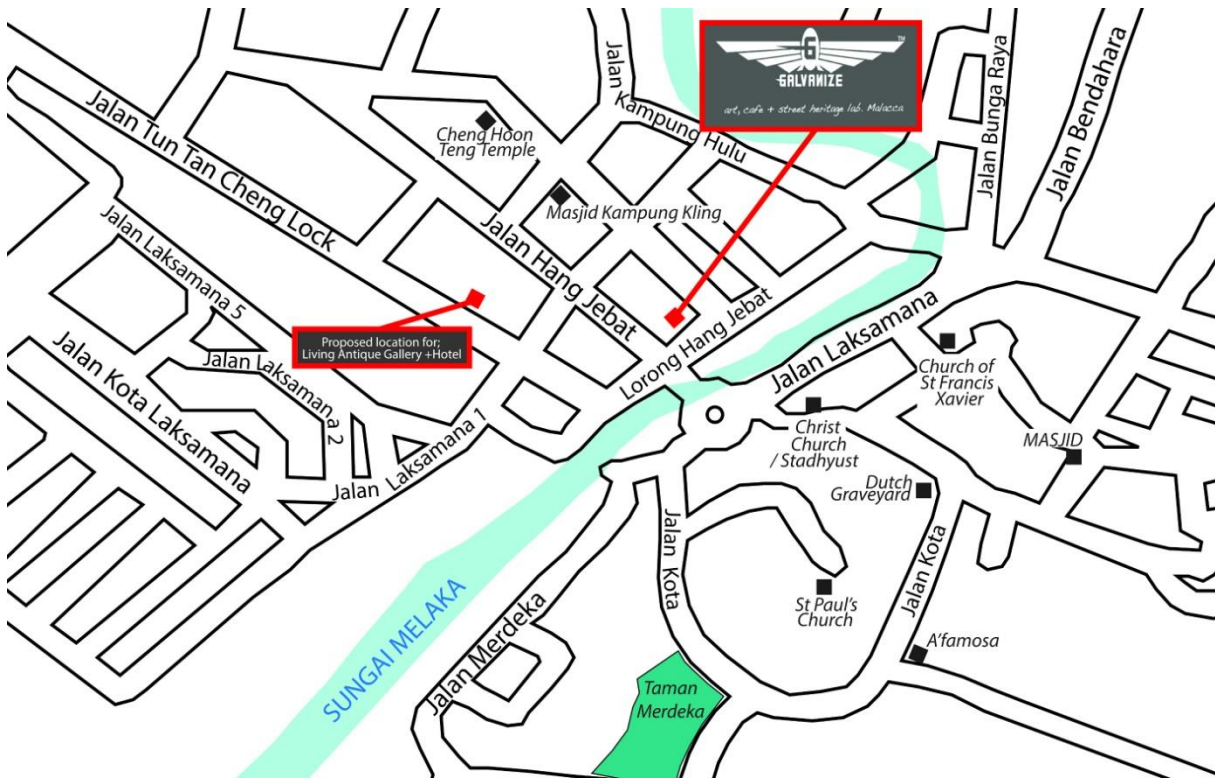 G
TM
GALVANIZE
art, cafe + street heritage lab. Malacca
Jalan Bunga Raya
Jalan Bendahara
Jalan Kampung Hulu
Jalan Tun Tan Cheng Lock
Cheng Hoon
Teng Temple
Masjid Kampung Kling
Jalan Hang Jebat
Jalan Laksamana 5
Proposed location for;
Living Antique Gallery +Hotel
Lorong Hang Jebat
Jalan Laksamana
Jalan Kota Laksamana
Jalan Laksamana 2
Jalan Laksamana 1
Church of
St Francis
Xavier
Christ
Church
/ Stadhyust
MASJID
Dutch
Graveyard
Jalan Kota
Jalan Kota
St Paul's
Church
A'famosa
SUNGAI MELAKA
Jalan Merdeka
Taman
Merdeka